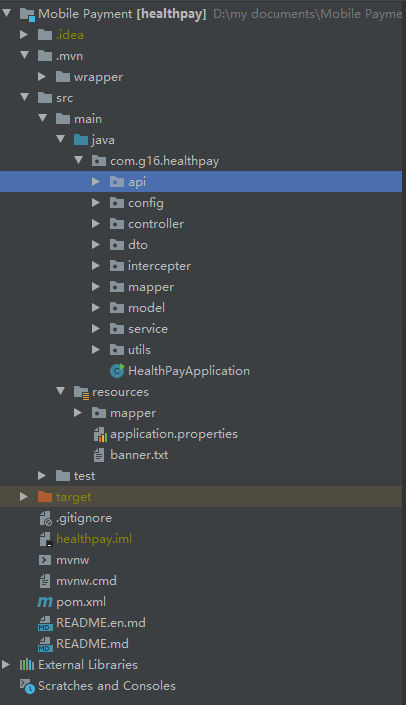 Mobile Payment [healthpay] D:\my documents\Mobile Payme
.idea
.mvn
wrapper
src
main
java
com.g16.healthpay
api
config
controller
dto
intercepter
mapper
model
service
utils
HealthPayApplication
resources
mapper
application.properties
banner.txt
test
target
.gitignore
healthpay.iml
mvnw
mvnw.cmd
pom.xml
README.en.md
README.md
External Libraries
Scratches and Consoles